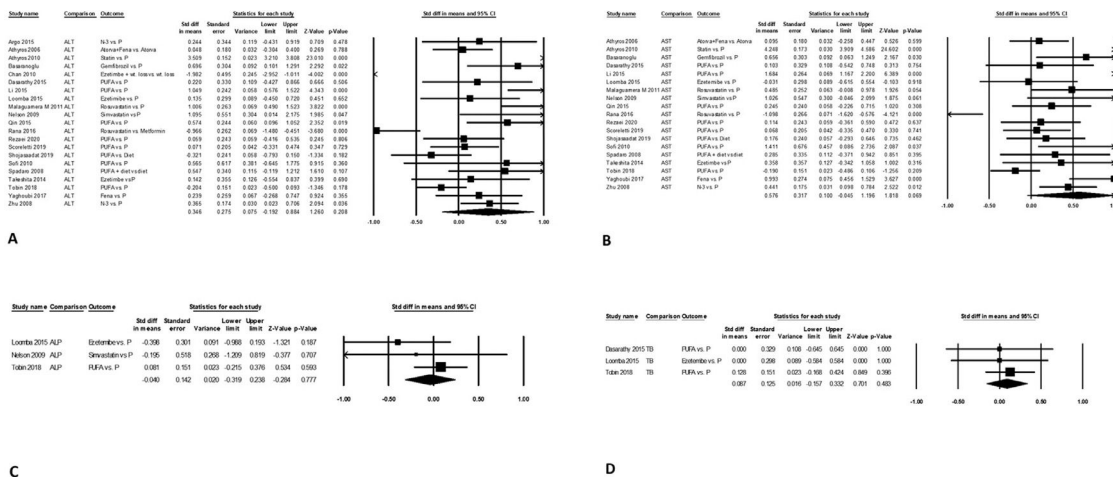 Study name Comparison Outcome Statistics for each study Std diff in means and 95% CI
Std diff in means Standard error Variance Lower limit Upper limit Z-Value p-Value
Argo 2015 ALT N-3 vs. P 0.244 0.344 0.119 -0.431 0.919 0.709 0.478
Athyros2006 ALT 0.048 0.180 0.032 -0.304 0.400 0.269 0.788
Athyros2010 ALT Statin vs. P 3.509 0.152 0.023 3.210 3.808 23.010 0.000
Basaranoglu ALT Gemfibrozil vs. P 0.696 0.304 0.092 0.101 1.291 2.292 0.022
Chan 2010 ALT Ezetimbe + wt. loss vs. wt. loss -1.982 0.495 0.245 -2.952 -1.011 -4.002 0.000
Dasarathy 2015 ALT PUFA vs. P 0.220 0.330 0.109 -0.427 0.866 0.666 0.506
Li 2015 ALT PUFA vs. P 1.049 0.242 0.058 0.576 1.522 4.343 0.000
Loomba 2015 ALT Ezetembe vs. P 0.135 0.299 0.089 -0.450 0.720 0.451 0.652
Malaguarnera M 2011 ALT Rosuvastatin vs. P 1.006 0.263 0.069 0.490 1.523 3.822 0.000
Nelson 2009 ALT Simvastatin vs. P 1.095 0.551 0.304 0.014 2.175 1.985 0.047
Qin 2015 ALT PUFA vs. P 0.574 0.244 0.060 0.095 1.052 2.352 0.019
Rana 2016 ALT Rosuvastatin vs Metformin -0.966 0.262 0.069 -1.480 -0.451 -3.680 0.000
Rezaei 2020 ALT PUFA vs. P 0.059 0.243 0.059 -0.416 0.535 0.245 0.806
Scorletti 2019 ALT PUFA vs. P 0.071 0.205 0.042 -0.331 0.474 0.347 0.729
Shojasadat 2019 ALT PUFA vs. Diet -0.321 0.241 0.058 -0.793 0.150 -1.334 0.182
Sofi 2010 ALT PUFA vs. P 0.565 0.617 0.381 -0.645 1.775 0.915 0.360
Spadaro 2008 ALT PUFA + diet vs diet 0.547 0.340 0.115 -0.119 1.212 1.610 0.107
Takeshita 2014 ALT Ezetimbe vs P 0.142 0.355 0.126 -0.554 0.837 0.399 0.690
Tobin 2018 ALT PUFA vs. P -0.204 0.151 0.023 -0.500 0.093 -1.346 0.178
Yaghoubi 2017 ALT Fena vs. P 0.239 0.259 0.067 -0.268 0.747 0.924 0.355
Zhu 2008 ALT N-3 vs. P 0.365 0.174 0.030 0.023 0.706 2.094 0.036
0.346 0.275 0.075 -0.192 0.884 1.260 0.208
-1.00 -0.50 0.00 0.50 1.00
A
Study name Comparison Outcome Statistics for each study Std diff in means and 95% CI
Std diff in means Standard error Variance Lower limit Upper limit Z-Value p-Value
Athyros2006 AST 0.095 0.180 0.032 -0.258 0.447 0.526 0.599
Athyros2010 AST Statin vs. P 4.248 0.173 0.030 3.909 4.586 24.602 0.000
Basaranoglu AST Gemfibrozil vs. P 0.656 0.303 0.092 0.063 1.249 2.167 0.030
Dasarathy 2015 AST PUFA vs. P 0.103 0.329 0.108 -0.542 0.748 0.313 0.754
Li 2015 AST PUFA vs. P 1.684 0.264 0.069 1.167 2.200 6.389 0.000
Loomba 2015 AST Ezetembe vs. P -0.031 0.298 0.089 -0.615 0.554 -0.103 0.918
Malaguarnera M 2011 AST Rosuvastatin vs. P 0.485 0.252 0.063 -0.008 0.978 1.926 0.054
Nelson 2009 AST Simvastatin vs. P 1.026 0.547 0.300 -0.046 2.099 1.875 0.061
Qin 2015 AST PUFA vs. P 0.245 0.240 0.058 -0.226 0.715 1.020 0.308
Rana 2016 AST Rosuvastatin vs. P -1.098 0.266 0.071 -1.620 -0.576 -4.121 0.000
Rezaei 2020 AST PUFA vs. P 0.114 0.243 0.059 -0.361 0.590 0.472 0.637
Scorletti 2019 AST PUFA vs. P 0.068 0.205 0.042 -0.335 0.470 0.330 0.741
Shojasadat 2019 AST PUFA vs. Diet 0.176 0.240 0.057 -0.293 0.646 0.735 0.462
Sofi 2010 AST PUFA vs. P 1.411 0.676 0.457 0.086 2.736 2.087 0.037
Spadaro 2008 AST PUFA + diet vs diet 0.285 0.335 0.112 -0.371 0.942 0.851 0.395
Takeshita 2014 AST Ezetimbe vs P 0.358 0.357 0.127 -0.342 1.058 1.002 0.316
Tobin 2018 AST PUFA vs. P -0.190 0.151 0.023 -0.486 0.106 -1.256 0.209
Yaghoubi 2017 AST Fena vs. P 0.993 0.274 0.075 0.456 1.529 3.627 0.000
Zhu 2008 AST N-3 vs. P 0.441 0.175 0.031 0.098 0.784 2.522 0.012
0.576 0.317 0.100 -0.045 1.196 1.818 0.069
-1.00 -0.50 0.00 0.50 1.00
B
Study name Comparison Outcome Statistics for each study Std diff in means and 95% CI
Std diff in means Standard error Variance Lower limit Upper limit Z-Value p-Value
Loomba 2015 ALP Ezetembe vs. P -0.398 0.301 0.091 -0.988 0.193 -1.321 0.187
Nelson 2009 ALP Simvastatin vs P -0.195 0.518 0.268 -1.209 0.819 -0.377 0.707
Tobin 2018 ALP PUFA vs. P 0.081 0.151 0.023 -0.215 0.376 0.534 0.593
-0.040 0.142 0.020 -0.319 0.238 -0.284 0.777
-1.00 -0.50 0.00 0.50 1.00
C
Study name Comparison Outcome Statistics for each study Std diff in means and 95% CI
Std diff in means Standard error Variance Lower limit Upper limit Z-Value p-Value
Dasarathy 2015 TB PUFA vs. P 0.000 0.329 0.108 -0.645 0.645 0.000 1.000
Loomba 2015 TB Ezetembe vs. P 0.000 0.298 0.089 -0.584 0.584 0.000 1.000
Tobin 2018 TB PUFA vs. P 0.128 0.151 0.023 -0.168 0.424 0.849 0.396
0.087 0.125 0.016 -0.157 0.332 0.701 0.483
-1.00 -0.50 0.00 0.50 1.00
D